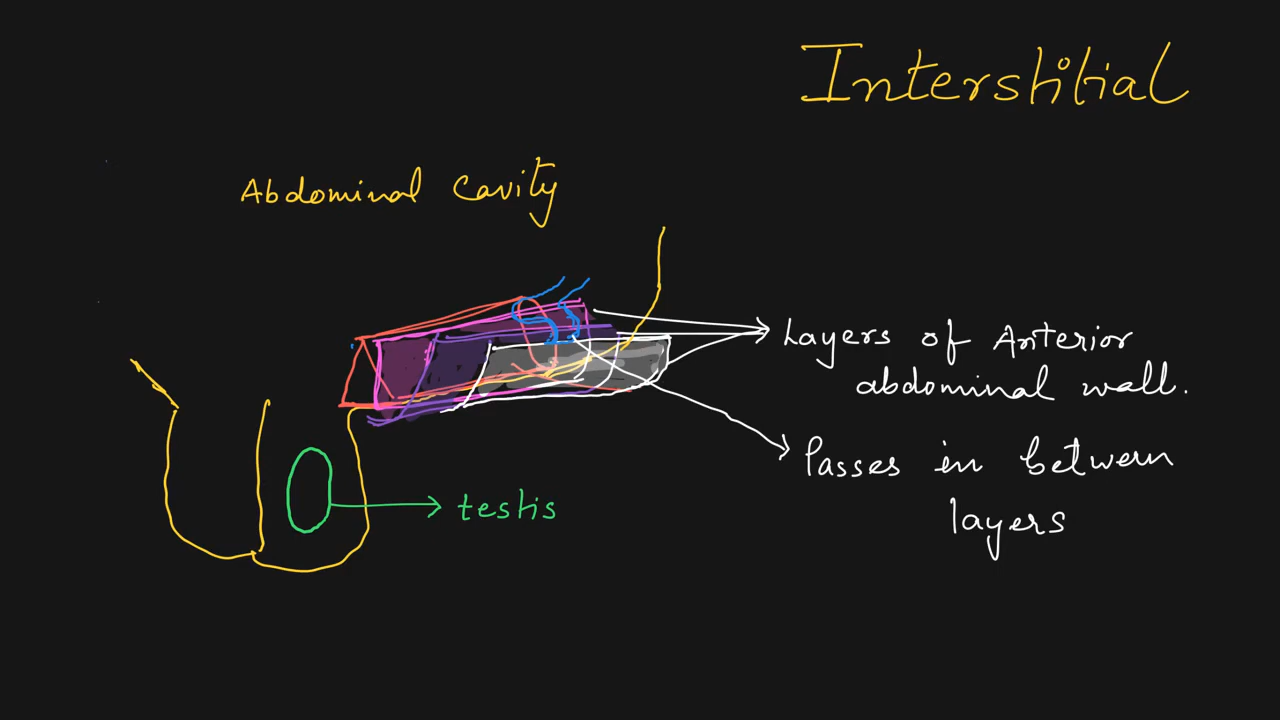 Interstitial
Abdominal Cavity
Layers of Anterior
abdominal wall.
Passes in between
layers
testis